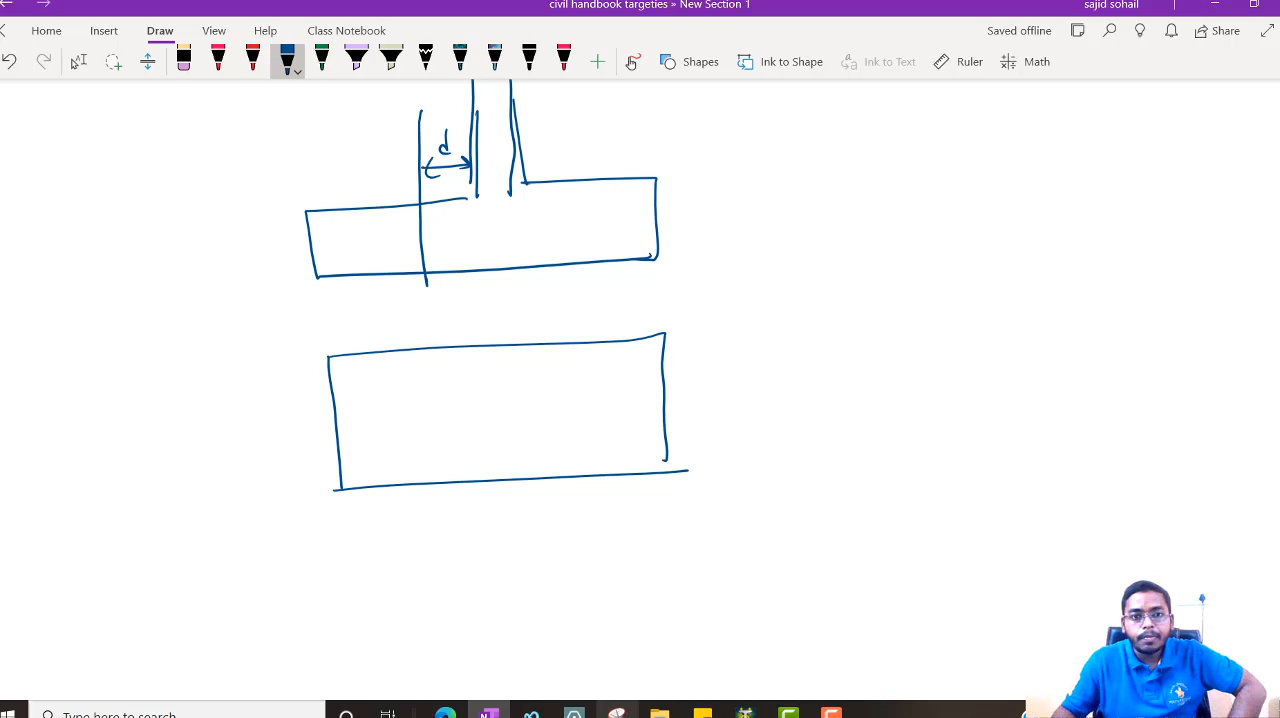 civil handbook targeties » New Section 1
sajid sohail
Home
Insert
Draw
View
Help
Class Notebook
Saved offline
Share
Shapes
Ink to Shape
Ink to Text
Ruler
Math
d
Type here to search